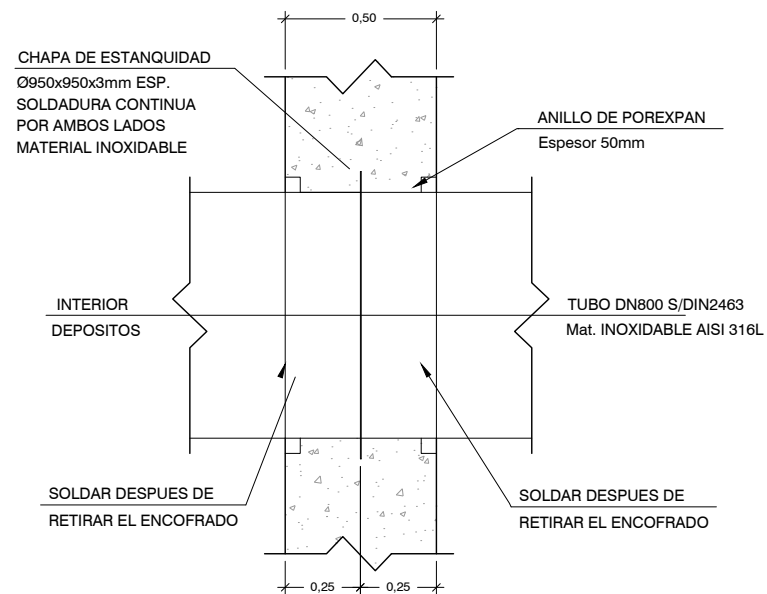 0,50
CHAPA DE ESTANQUIDAD
Ø950x950x3mm ESP.
SOLDADURA CONTINUA
POR AMBOS LADOS
MATERIAL INOXIDABLE
ANILLO DE POREXPAN
Espesor 50mm
INTERIOR
DEPOSITOS
TUBO DN800 S/DIN2463
Mat. INOXIDABLE AISI 316L
SOLDAR DESPUES DE
RETIRAR EL ENCOFRADO
SOLDAR DESPUES DE
RETIRAR EL ENCOFRADO
0,25
0,25